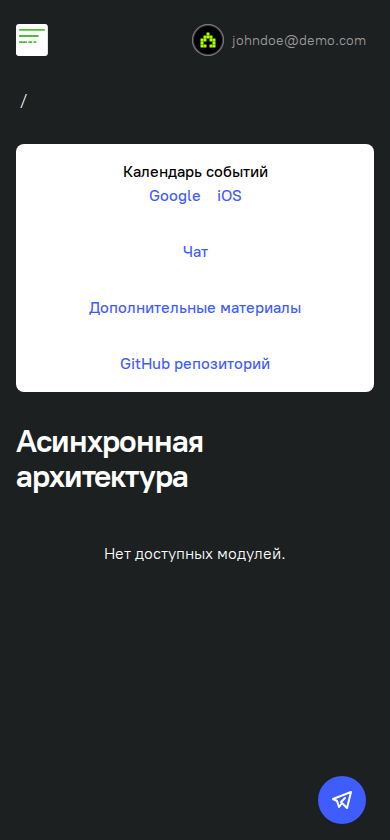 johndoe@demo.com
/
Календарь событий
Google iOS
Чат
Дополнительные материалы
GitHub репозиторий
Асинхронная
архитектура
Нет доступных модулей.